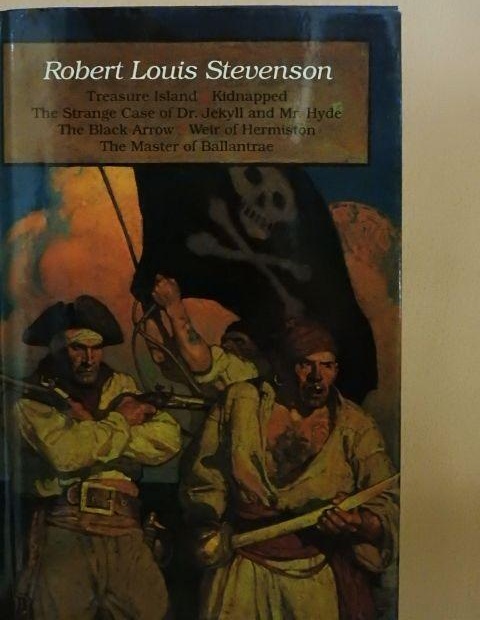 Robert Louis Stevenson
Treasure Island Kidnapped
The Strange Case of Dr. Jekyll and Mr. Hyde
The Black Arrow Weir of Hermiston
The Master of Ballantrae